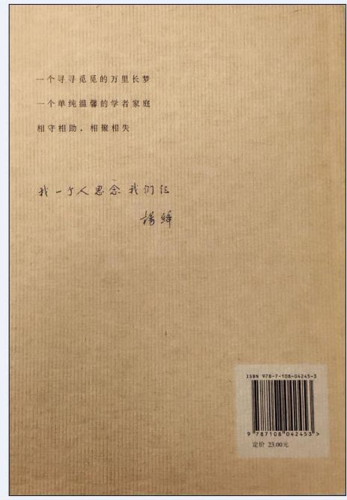 一个寻寻觅觅的万里长梦
一个单纯温馨的学者家庭
相守相助，相聚相失
我一个人思念我们仨
杨绛
ISBN 978-7-108-04245-3
9 787108 042453 >
定价 23.00元